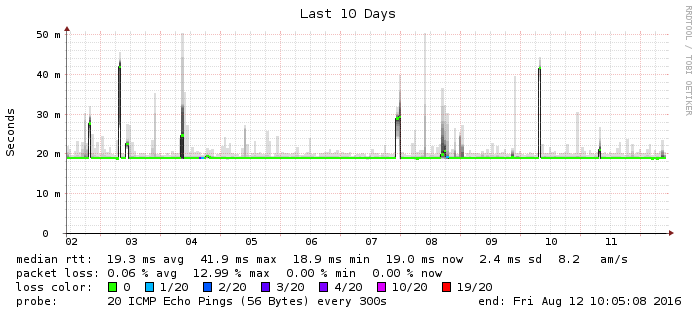 Last 10 Days
RRDTOOL / TOBI OETIKER
Seconds
50 m
40 m
30 m
20 m
10 m
0
02 03 04 05 06 07 08 09 10 11
median rtt: 19.3 ms avg 41.9 ms max 18.9 ms min 19.0 ms now 2.4 ms sd 8.2 am/s
packet loss: 0.06 % avg 12.99 % max 0.00 % min 0.00 % now
loss color: 0 1/20 2/20 3/20 4/20 10/20 19/20
probe: 20 ICMP Echo Pings (56 Bytes) every 300s end: Fri Aug 12 10:05:08 2016